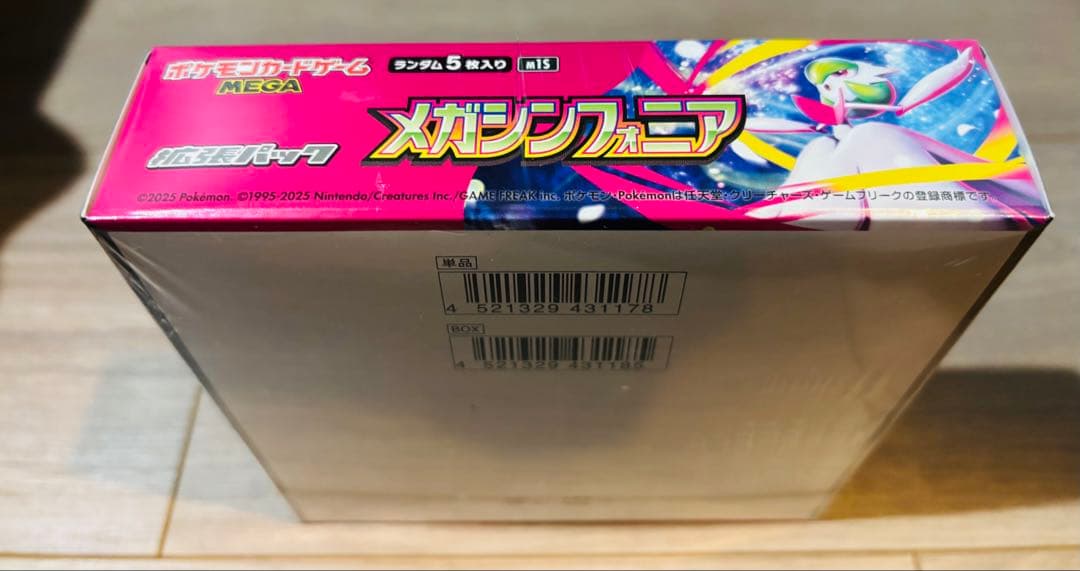 ポケモンカードゲーム
MEGA
ランダム5枚入り M1S
メガシンフォニア
拡張パック
©2025 Pokémon. ©1995-2025 Nintendo/Creatures Inc./GAME FREAK inc. ポケモン・Pokémonは任天堂・クリーチャーズ・ゲームフリークの登録商標です。
単品
4 521329 431178
BOX
4 521329 431185